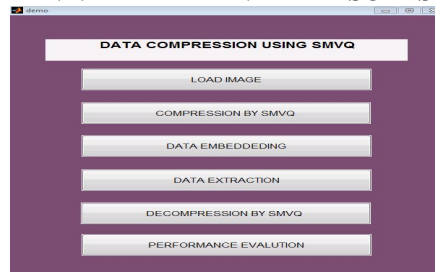 demo
DATA COMPRESSION USING SMVQ
LOAD IMAGE
COMPRESSION BY SMVQ
DATA EMBEDDEDING
DATA EXTRACTION
DECOMPRESSION BY SMVQ
PERFORMANCE EVALUTION